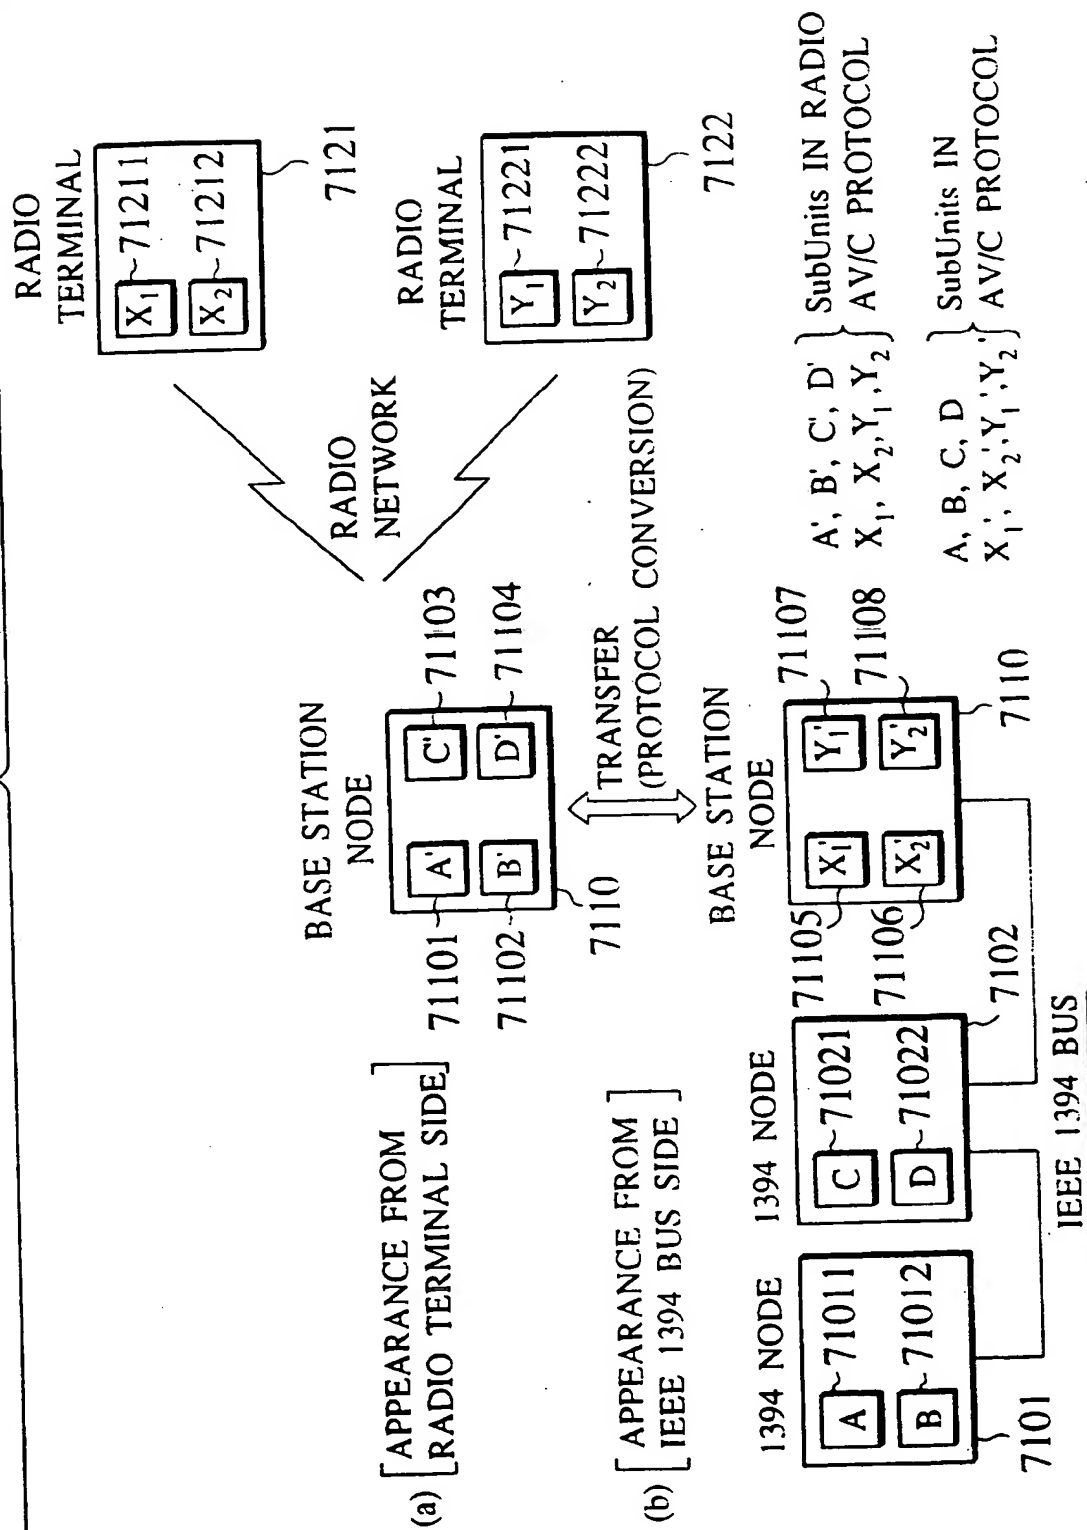 (a) [APPEARANCE FROM
RADIO TERMINAL SIDE]
BASE STATION
NODE
71101
A'
C'
71103
71102
B'
D'
71104
7110
RADIO
NETWORK
RADIO
TERMINAL
X1
71211
X2
71212
7121
RADIO
TERMINAL
Y1
71221
Y2
71222
7122
TRANSFER
(PROTOCOL CONVERSION)
(b) [APPEARANCE FROM
IEEE 1394 BUS SIDE]
1394 NODE
A
71011
B
71012
7101
1394 NODE
C
71021
D
71022
7102
BASE STATION
NODE
71105
X1'
Y1'
71107
71106
X2'
Y2'
71108
7110
IEEE 1394 BUS
A', B', C', D' } SubUnits IN RADIO
X1, X2, Y1, Y2 } AV/C PROTOCOL
A, B, C, D } SubUnits IN
X1', X2', Y1', Y2' } AV/C PROTOCOL